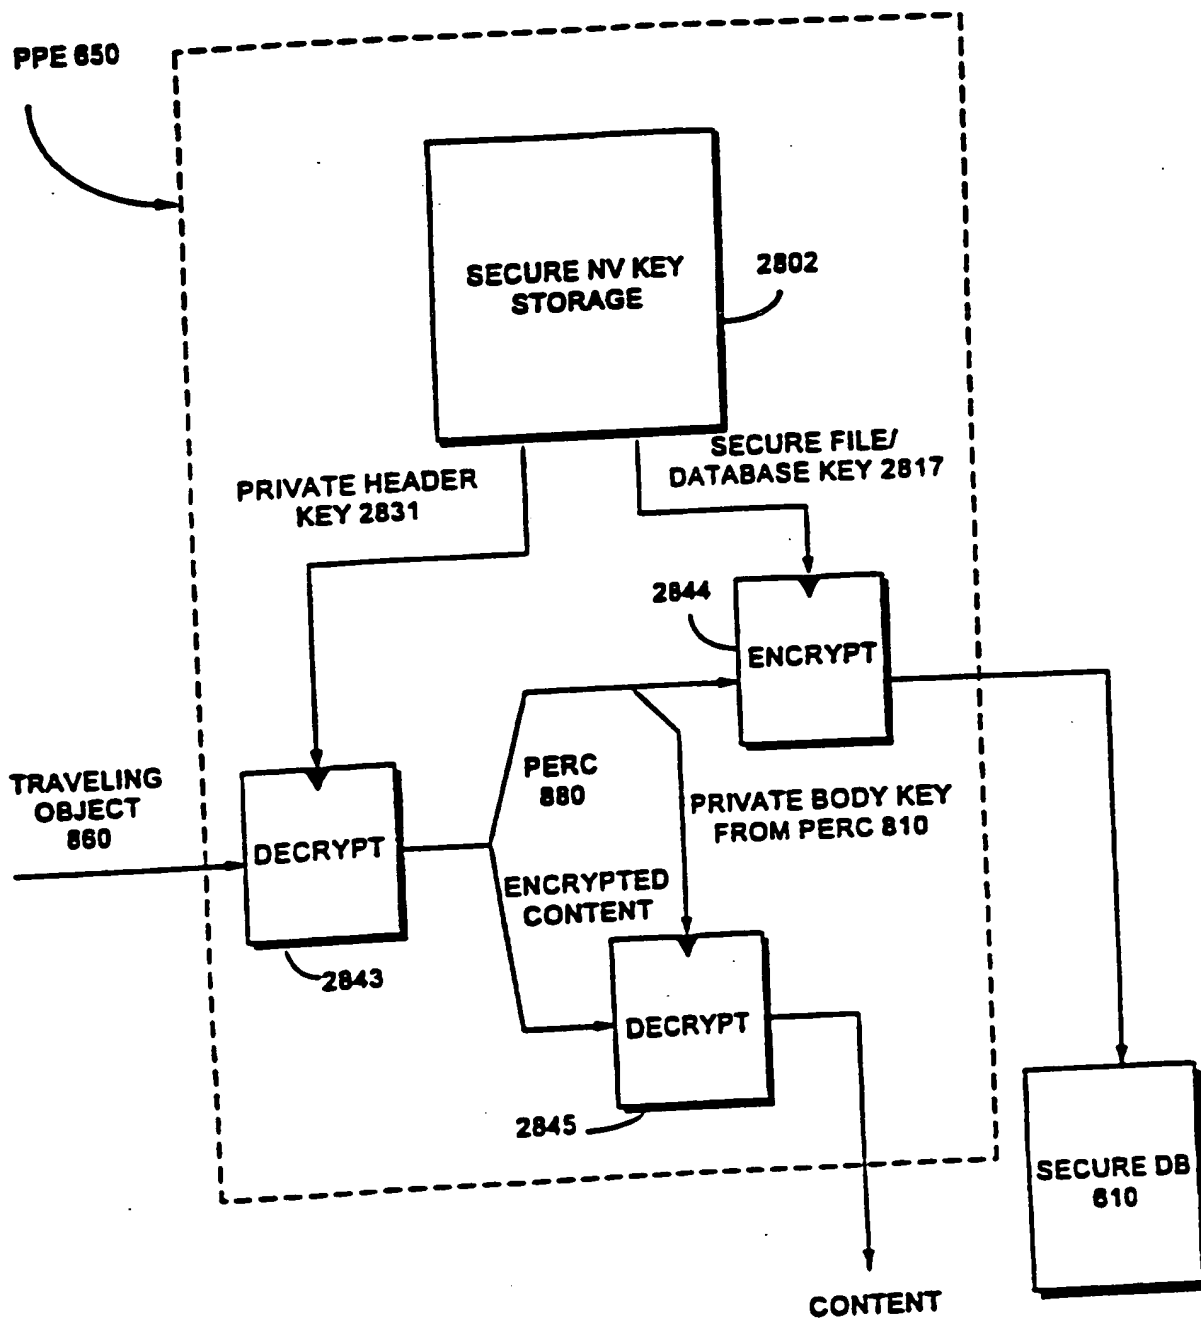 PPE 650
SECURE NV KEY
STORAGE
2802
SECURE FILE/
DATABASE KEY 2817
PRIVATE HEADER
KEY 2831
2844
ENCRYPT
TRAVELING
OBJECT
860
PERC
880
PRIVATE BODY KEY
FROM PERC 810
DECRYPT
ENCRYPTED
CONTENT
2843
DECRYPT
2845
SECURE DB
610
CONTENT